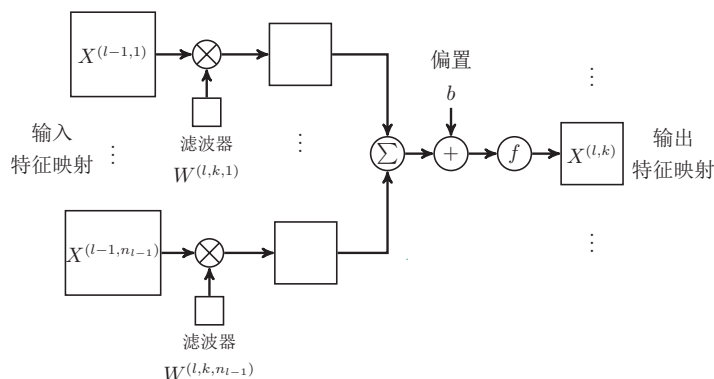 X^(l−1,1)
滤波器
W^(l,k,1)
输入
特征映射
⋮
⋮
X^(l−1,n_{l−1})
滤波器
W^(l,k,n_{l−1})
∑
偏置
b
+
f
⋮
X^(l,k)
⋮
输出
特征映射